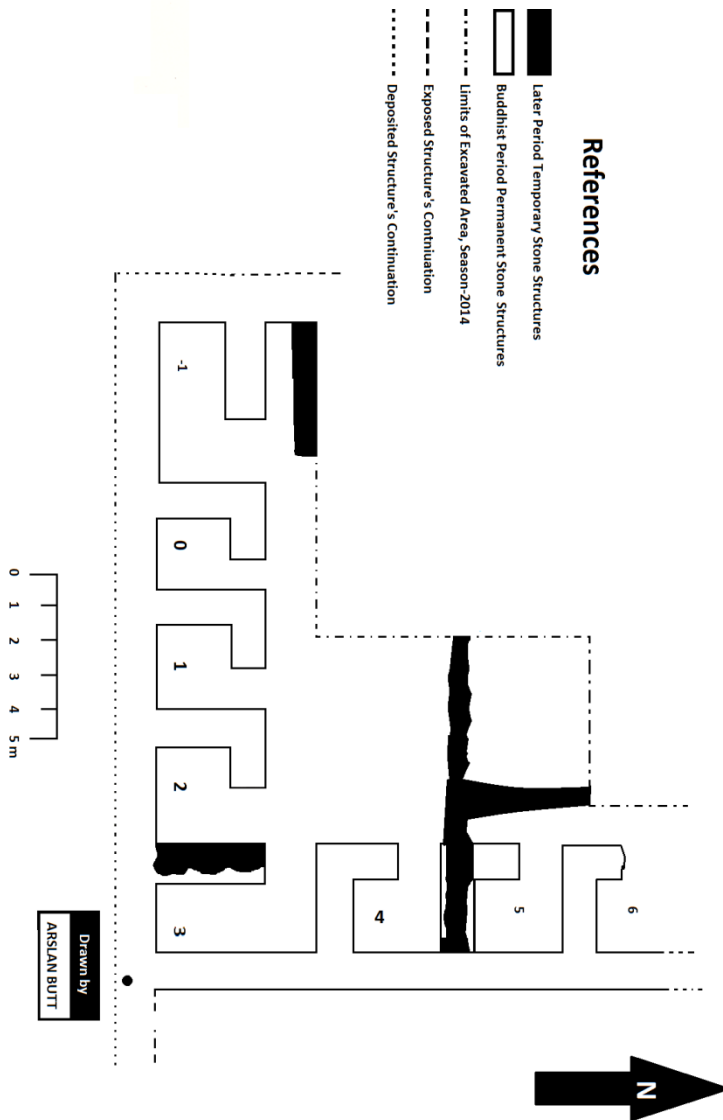 References
Later Period Temporary Stone Structures
Buddhist Period Permanent Stone Structures
Limits of Excavated Area, Season-2014
Exposed Structure's Contniuation
Deposited Structure's Continuation
-1
0
1
2
3
4
5
6
0 1 2 3 4 5 m
Drawn by
ARSLAN BUTT
N